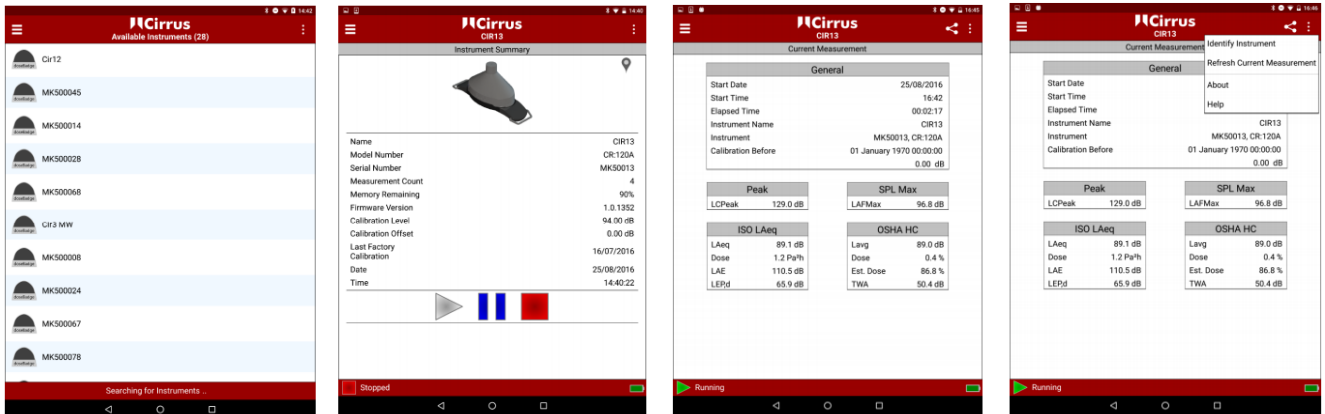 14:42
Cirrus
Available Instruments (28)
Cir12
MK500045
MK500014
MK500028
MK500068
Cir3 MW
MK500008
MK500024
MK500067
MK500078
Searching for Instruments ..
14:40
Cirrus
CIR13
Instrument Summary
Name CIR13
Model Number CR:120A
Serial Number MK50013
Measurement Count 4
Memory Remaining 90%
Firmware Version 1.0.1352
Calibration Level 94.00 dB
Calibration Offset 0.00 dB
Last Factory
Calibration 16/07/2016
Date 25/08/2016
Time 14:40:22
Stopped
16:45
Cirrus
CIR13
Current Measurement
General
Start Date 25/08/2016
Start Time 16:42
Elapsed Time 00:02:17
Instrument Name CIR13
Instrument MK50013, CR:120A
Calibration Before 01 January 1970 00:00:00
0.00 dB
Peak SPL Max
LCPeak 129.0 dB LAFMax 96.8 dB
ISO LAeq OSHA HC
LAeq 89.1 dB Lavg 89.0 dB
Dose 1.2 Pa²h Dose 0.4 %
LAE 110.5 dB Est. Dose 86.8 %
LEP,d 65.9 dB TWA 50.4 dB
Running
16:46
Cirrus
CIR13
Current Measurement
Identify Instrument
Refresh Current Measurement
About
Help
General
Start Date
Start Time
Elapsed Time
Instrument Name CIR13
Instrument MK50013, CR:120A
Calibration Before 01 January 1970 00:00:00
0.00 dB
Peak SPL Max
LCPeak 129.0 dB LAFMax 96.8 dB
ISO LAeq OSHA HC
LAeq 89.1 dB Lavg 89.0 dB
Dose 1.2 Pa²h Dose 0.4 %
LAE 110.5 dB Est. Dose 86.8 %
LEP,d 65.9 dB TWA 50.4 dB
Running